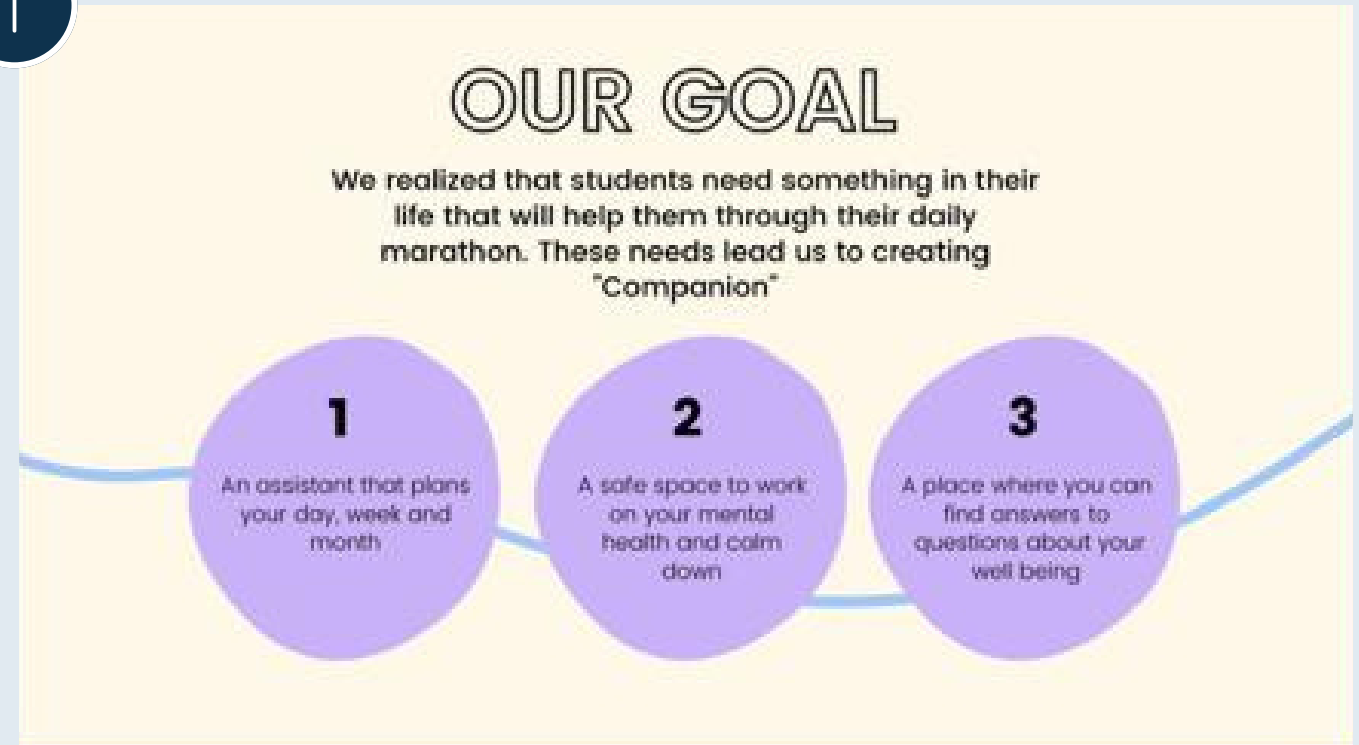 OUR GOAL
We realized that students need something in their
life that will help them through their daily
marathon. These needs lead us to creating
"Companion"
1
An assistant that plans
your day, week and
month
2
A safe space to work
on your mental
health and calm
down
3
A place where you can
find answers to
questions about your
well being